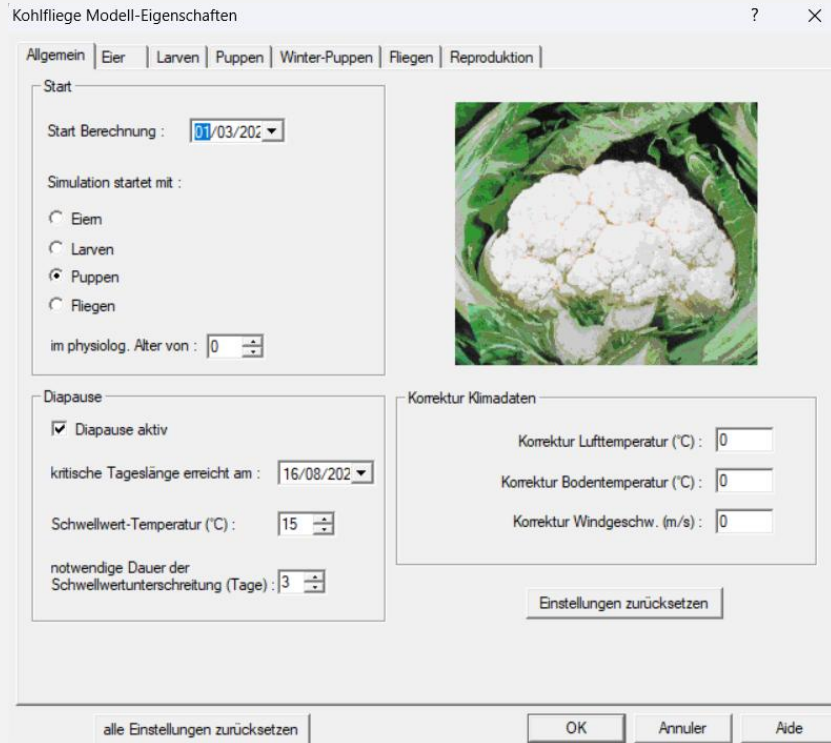 Kohlfliege Modell-Eigenschaften
? ×
Allgemein Eier Larven Puppen Winter-Puppen Fliegen Reproduktion
Start
Start Berechnung : 01/03/202
Simulation startet mit :
Eiern
Larven
Puppen
Fliegen
im physiolog. Alter von : 0
Diapause
Diapause aktiv
kritische Tageslänge erreicht am : 16/08/202
Schwellwert-Temperatur (°C) : 15
notwendige Dauer der
Schwellwertunterschreitung (Tage) : 3
Korrektur Klimadaten
Korrektur Lufttemperatur (°C) : 0
Korrektur Bodentemperatur (°C) : 0
Korrektur Windgeschw. (m/s) : 0
Einstellungen zurücksetzen
alle Einstellungen zurücksetzen OK Annuler Aide